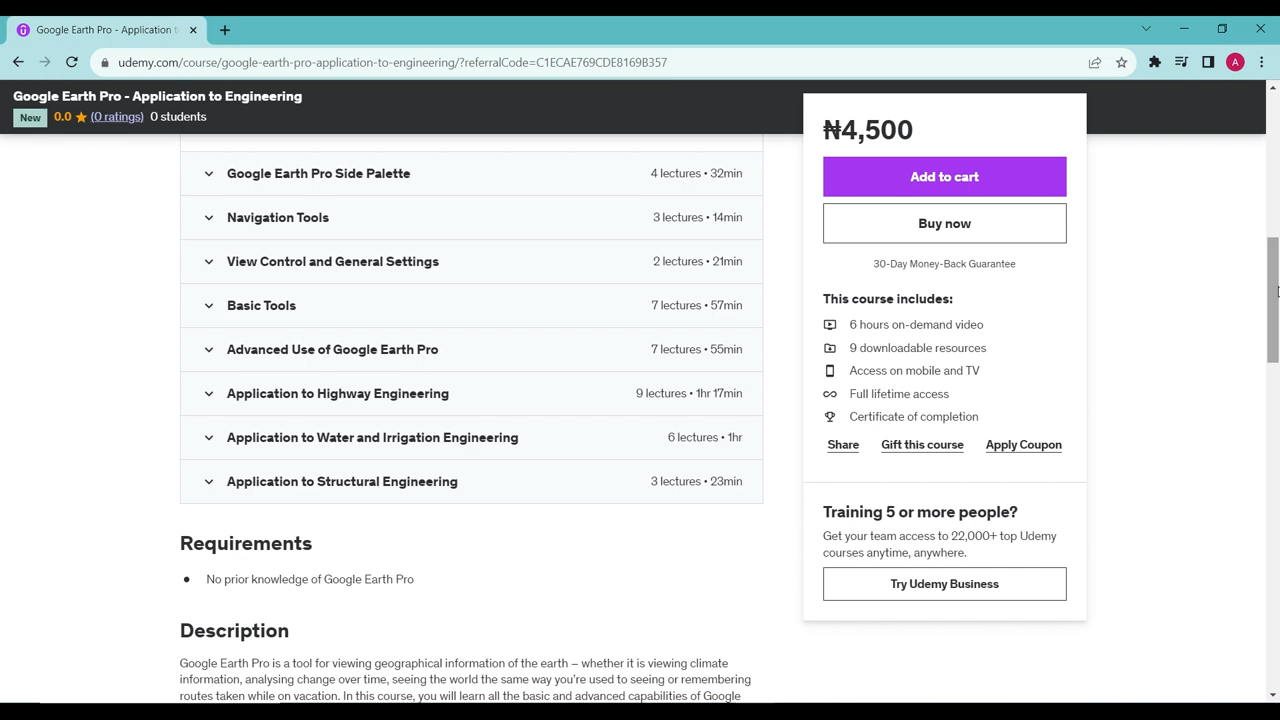 Google Earth Pro - Application t
udemy.com/course/google-earth-pro-application-to-engineering/?referralCode=C1ECAE769CDE8169B357
A
Google Earth Pro - Application to Engineering
New 0.0 (0 ratings) 0 students
Google Earth Pro Side Palette 4 lectures • 32min
Navigation Tools 3 lectures • 14min
View Control and General Settings 2 lectures • 21min
Basic Tools 7 lectures • 57min
Advanced Use of Google Earth Pro 7 lectures • 55min
Application to Highway Engineering 9 lectures • 1hr 17min
Application to Water and Irrigation Engineering 6 lectures • 1hr
Application to Structural Engineering 3 lectures • 23min
Requirements
● No prior knowledge of Google Earth Pro
Description
Google Earth Pro is a tool for viewing geographical information of the earth – whether it is viewing climate
information, analysing change over time, seeing the world the same way you're used to seeing or remembering
routes taken while on vacation. In this course, you will learn all the basic and advanced capabilities of Google
₦4,500
Add to cart
Buy now
30-Day Money-Back Guarantee
This course includes:
6 hours on-demand video
9 downloadable resources
Access on mobile and TV
Full lifetime access
Certificate of completion
Share Gift this course Apply Coupon
Training 5 or more people?
Get your team access to 22,000+ top Udemy
courses anytime, anywhere.
Try Udemy Business